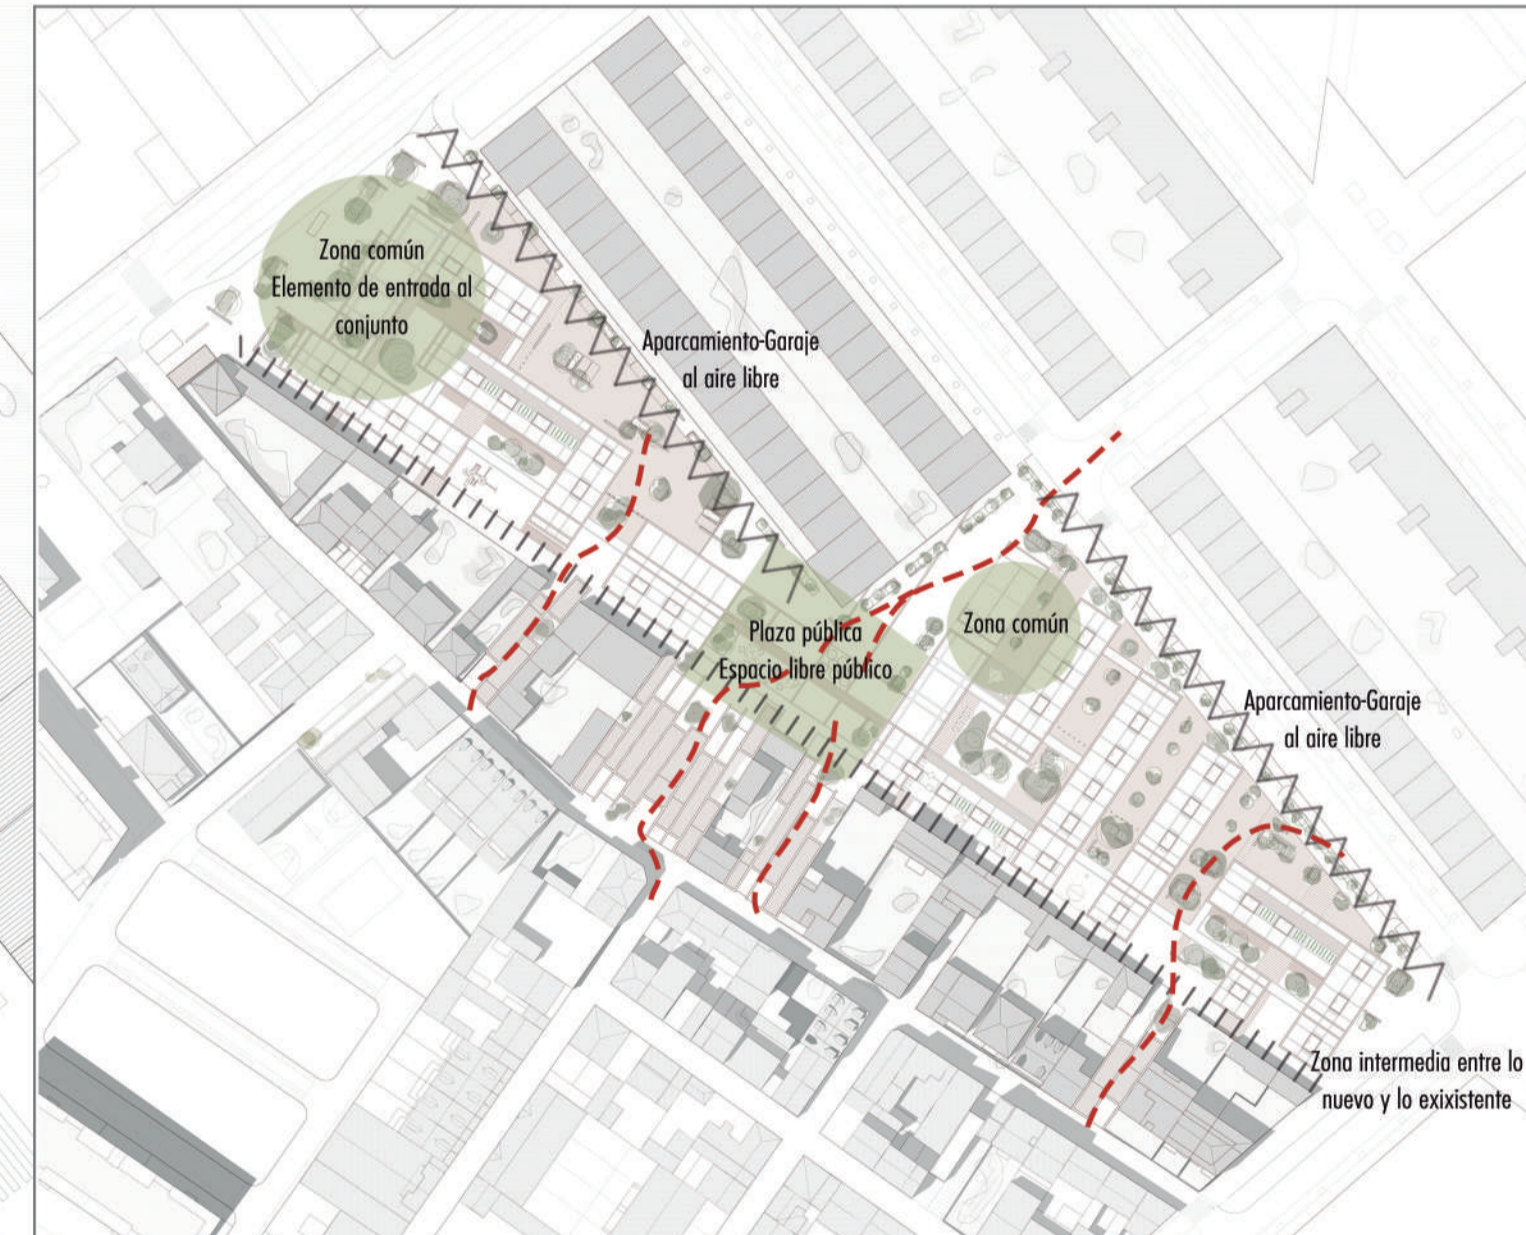 Zona común
Elemento de entrada al
conjunto
Aparcamiento-Garaje
al aire libre
Plaza pública
Espacio libre público
Zona común
Aparcamiento-Garaje
al aire libre
Zona intermedia entre lo
nuevo y lo exixistente